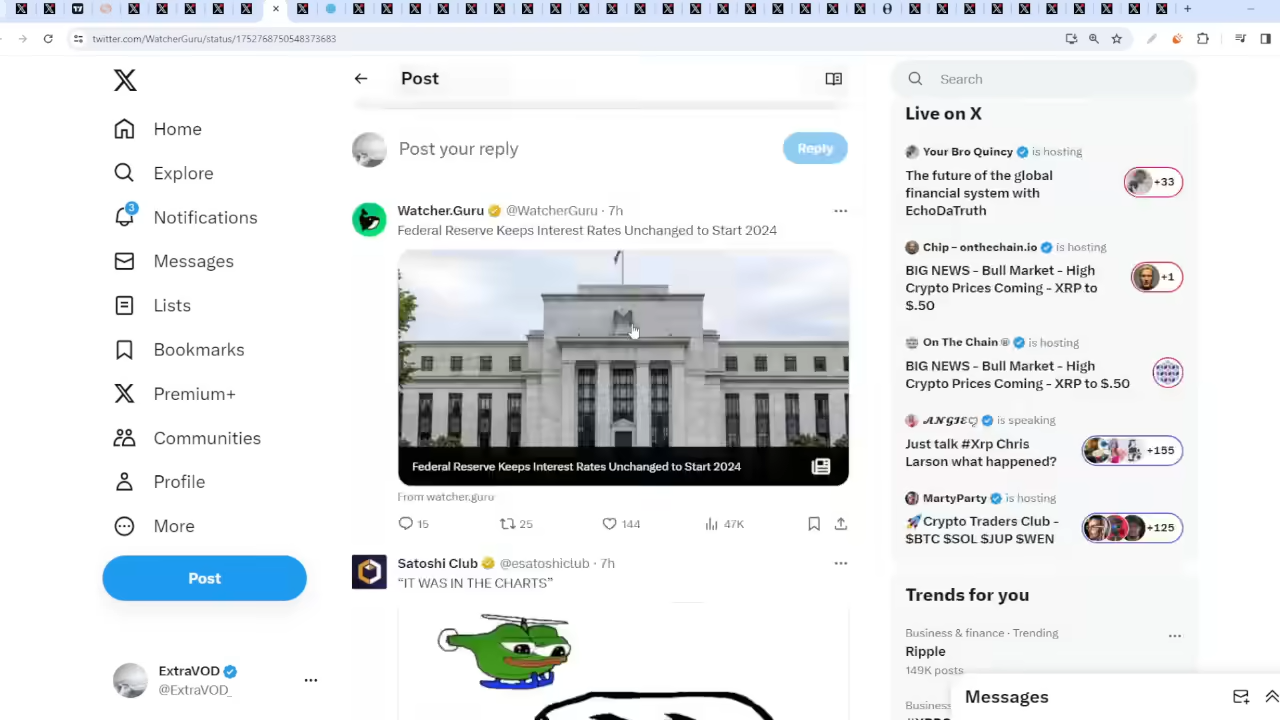 twitter.com/WatcherGuru/status/1752768750548373683
Post
Search
Home
Explore
3
Notifications
Messages
Lists
Bookmarks
Premium+
Communities
Profile
More
Post
ExtraVOD
@ExtraVOD_
Post your reply
Reply
Watcher.Guru @WatcherGuru · 7h
Federal Reserve Keeps Interest Rates Unchanged to Start 2024
Federal Reserve Keeps Interest Rates Unchanged to Start 2024
From watcher.guru
15 25 144 47K
Satoshi Club @esatoshiclub · 7h
“IT WAS IN THE CHARTS”
Live on X
Your Bro Quincy is hosting
The future of the global
financial system with
EchoDaTruth
+33
Chip – onthechain.io is hosting
BIG NEWS - Bull Market - High
Crypto Prices Coming - XRP to
$.50
+1
On The Chain ® is hosting
BIG NEWS - Bull Market - High
Crypto Prices Coming - XRP to $.50
𝓐𝓝𝓖𝓘𝓔♡ is speaking
Just talk #Xrp Chris
Larson what happened?
+155
MartyParty is hosting
🚀Crypto Traders Club -
$BTC $SOL $JUP $WEN
+125
Trends for you
Business & finance · Trending
Ripple
149K posts
Messages